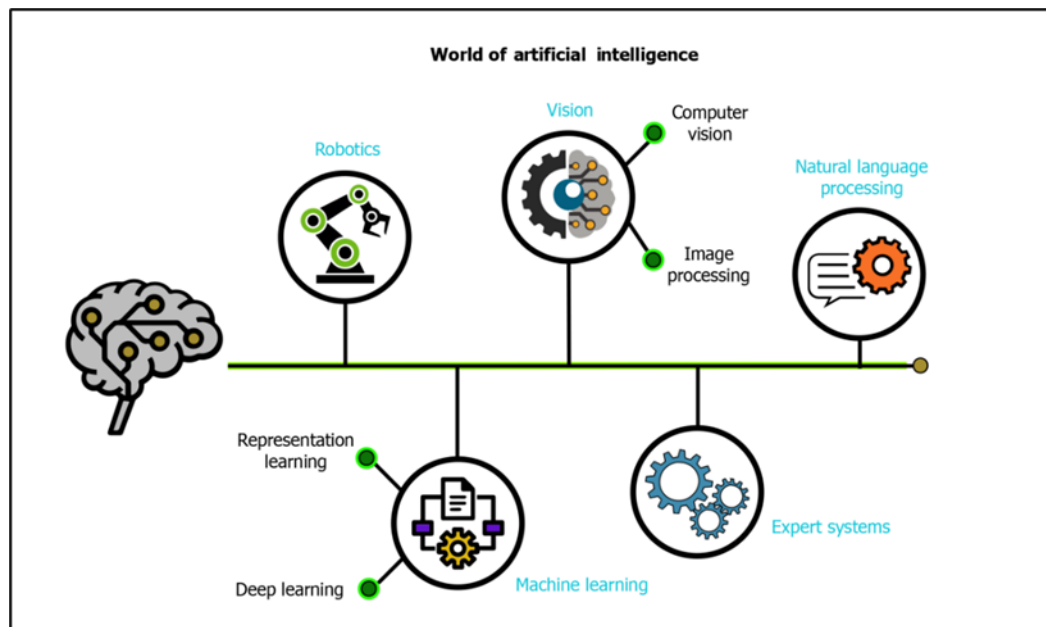 World of artificial intelligence
Vision
Computer
vision
Robotics
Natural language
processing
Image
processing
Representation
learning
Expert systems
Deep learning
Machine learning